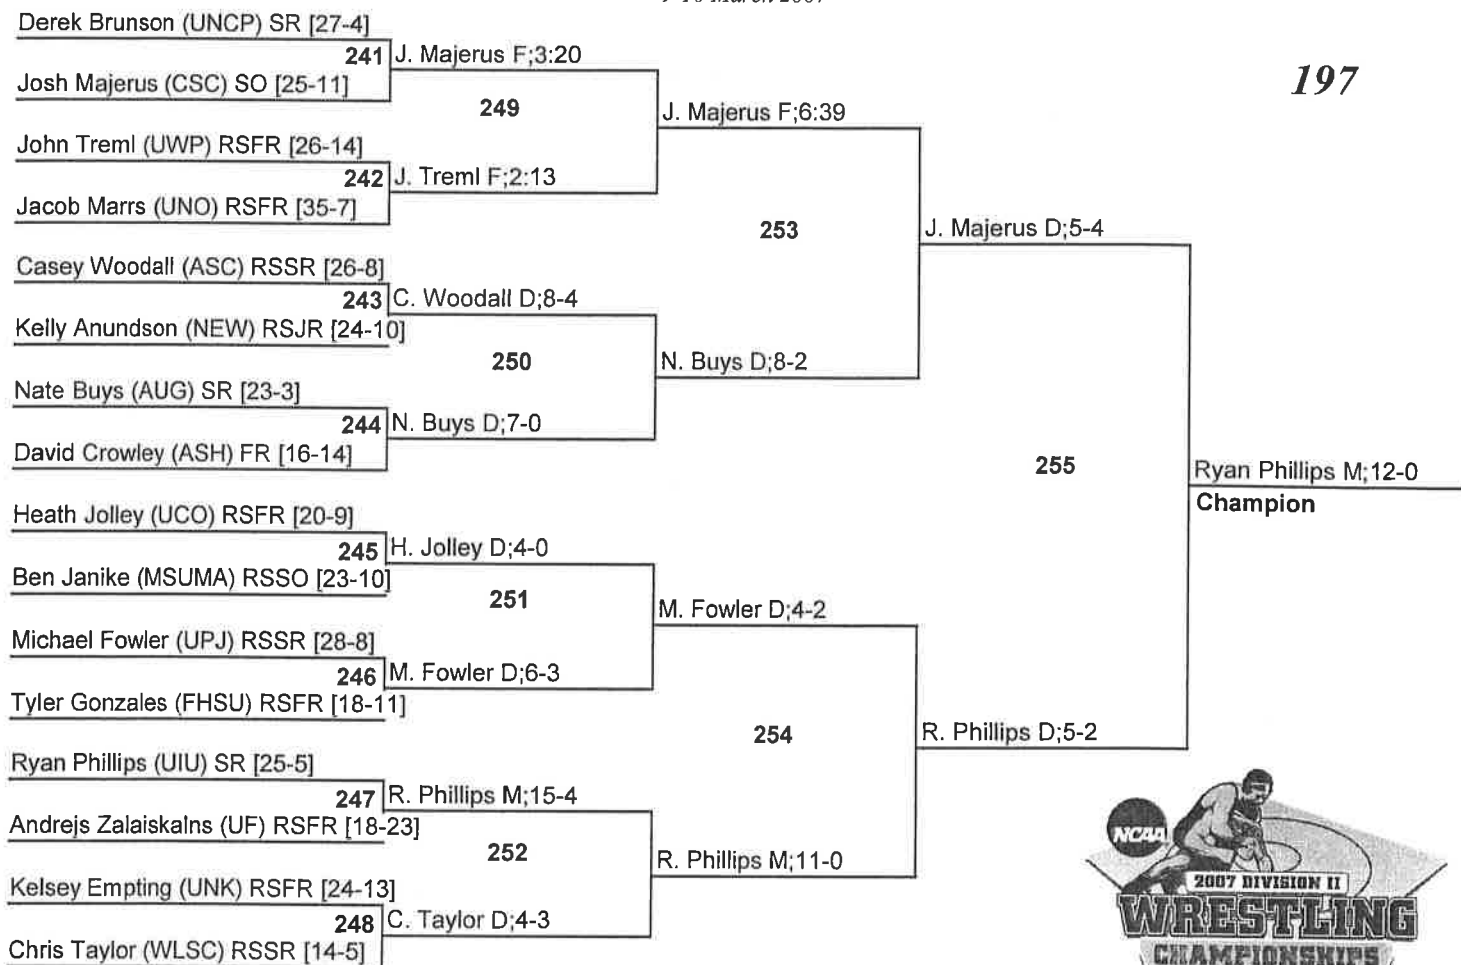 9-10 March 2007
197
Derek Brunson (UNCP) SR [27-4]
241 J. Majerus F;3:20
Josh Majerus (CSC) SO [25-11]
249
J. Majerus F;6:39
John Treml (UWP) RSFR [26-14]
242 J. Treml F;2:13
Jacob Marrs (UNO) RSFR [35-7]
253
J. Majerus D;5-4
Casey Woodall (ASC) RSSR [26-8]
243 C. Woodall D;8-4
Kelly Anundson (NEW) RSJR [24-10]
250
N. Buys D;8-2
Nate Buys (AUG) SR [23-3]
244 N. Buys D;7-0
David Crowley (ASH) FR [16-14]
255
Ryan Phillips M;12-0
Champion
Heath Jolley (UCO) RSFR [20-9]
245 H. Jolley D;4-0
Ben Janike (MSUMA) RSSO [23-10]
251
M. Fowler D;4-2
Michael Fowler (UPJ) RSSR [28-8]
246 M. Fowler D;6-3
Tyler Gonzales (FHSU) RSFR [18-11]
254
R. Phillips D;5-2
Ryan Phillips (UIU) SR [25-5]
247 R. Phillips M;15-4
Andrejs Zalaiskalns (UF) RSFR [18-23]
252
R. Phillips M;11-0
Kelsey Empting (UNK) RSFR [24-13]
248 C. Taylor D;4-3
Chris Taylor (WLSC) RSSR [14-5]
NCAA
2007 DIVISION II
WRESTLING
CHAMPIONSHIPS